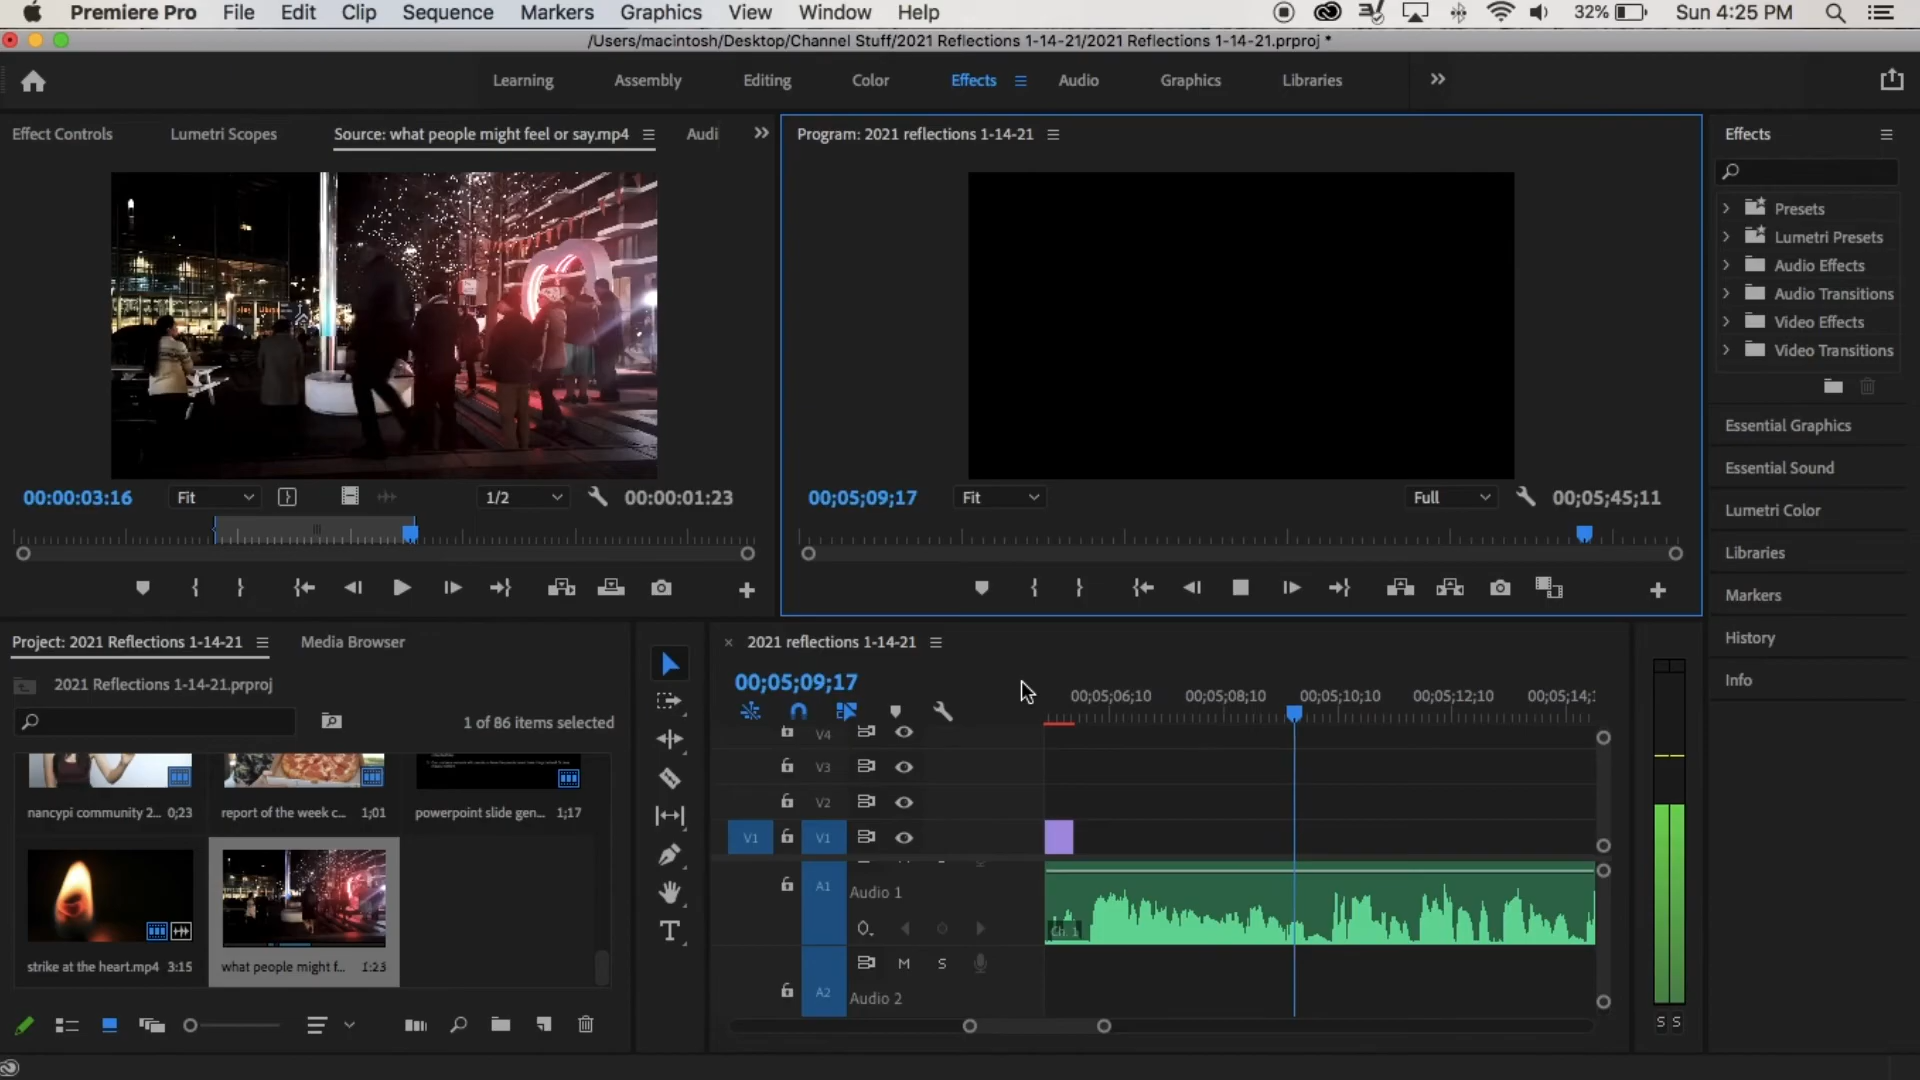 Premiere Pro File Edit Clip Sequence Markers Graphics View Window Help 32% Sun 4:25 PM
/Users/macintosh/Desktop/Channel Stuff/2021 Reflections 1-14-21/2021 Reflections 1-14-21.prproj *
Learning Assembly Editing Color Effects Audio Graphics Libraries
Effect Controls Lumetri Scopes Source: what people might feel or say.mp4 Audi
Program: 2021 reflections 1-14-21
Effects
Presets
Lumetri Presets
Audio Effects
Audio Transitions
Video Effects
Video Transitions
Essential Graphics
Essential Sound
Lumetri Color
Libraries
Markers
History
Info
00:00:03:16 Fit 1/2 00:00:01:23
00;05;09;17 Fit Full 00;05;45;11
Project: 2021 Reflections 1-14-21 Media Browser
2021 Reflections 1-14-21.prproj
1 of 86 items selected
nancypi community 2... 0;23 report of the week c... 1;01 powerpoint slide gen... 1;17
strike at the heart.mp4 3:15 what people might f... 1:23
2021 reflections 1-14-21
00;05;09;17
00;05;06;10 00;05;08;10 00;05;10;10 00;05;12;10 00;05;14;
V4
V3
V2
V1 V1
A1 Audio 1
Ch. 1
M S
A2 Audio 2
S S